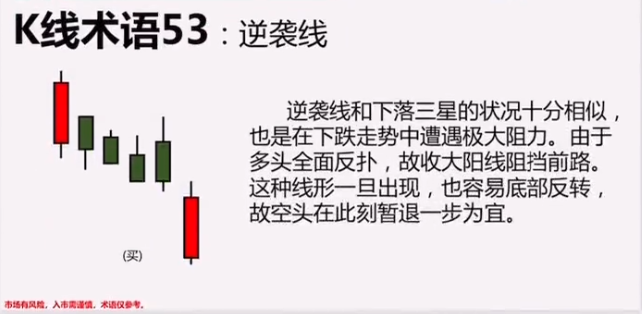 K线术语53：逆袭线
逆袭线和下落三星的状况十分相似，
也是在下跌走势中遭遇极大阻力。由于
多头全面反扑，故收大阳线阻挡前路。
这种线形一旦出现，也容易底部反转，
故空头在此刻暂退一步为宜。
(买)
市场有风险，入市需谨慎，术语仅参考。